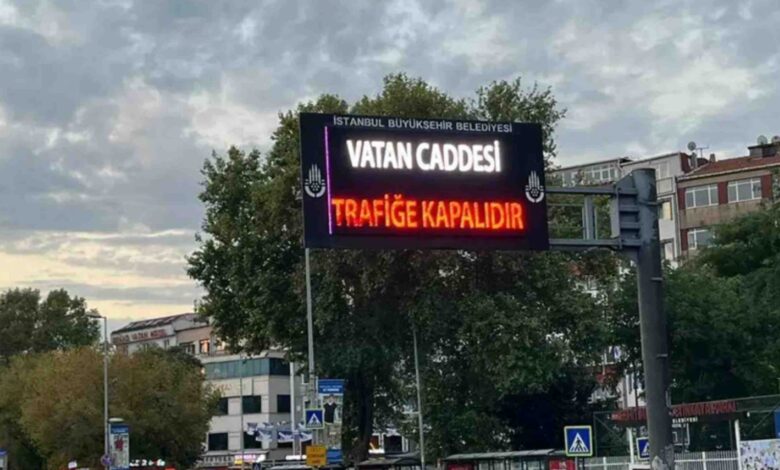 İSTANBUL BÜYÜKŞEHİR BELEDİYESİ
VATAN CADDESİ
TRAFİĞE KAPALIDIR